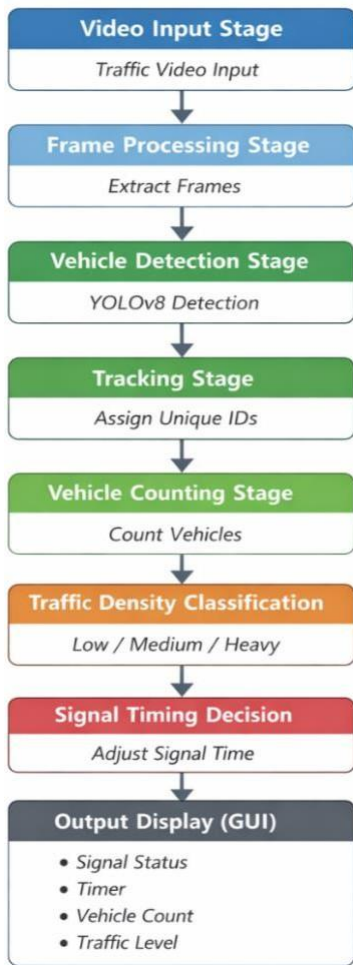 Video Input Stage
Traffic Video Input
Frame Processing Stage
Extract Frames
Vehicle Detection Stage
YOLOv8 Detection
Tracking Stage
Assign Unique IDs
Vehicle Counting Stage
Count Vehicles
Traffic Density Classification
Low / Medium / Heavy
Signal Timing Decision
Adjust Signal Time
Output Display (GUI)
• Signal Status
• Timer
• Vehicle Count
• Traffic Level